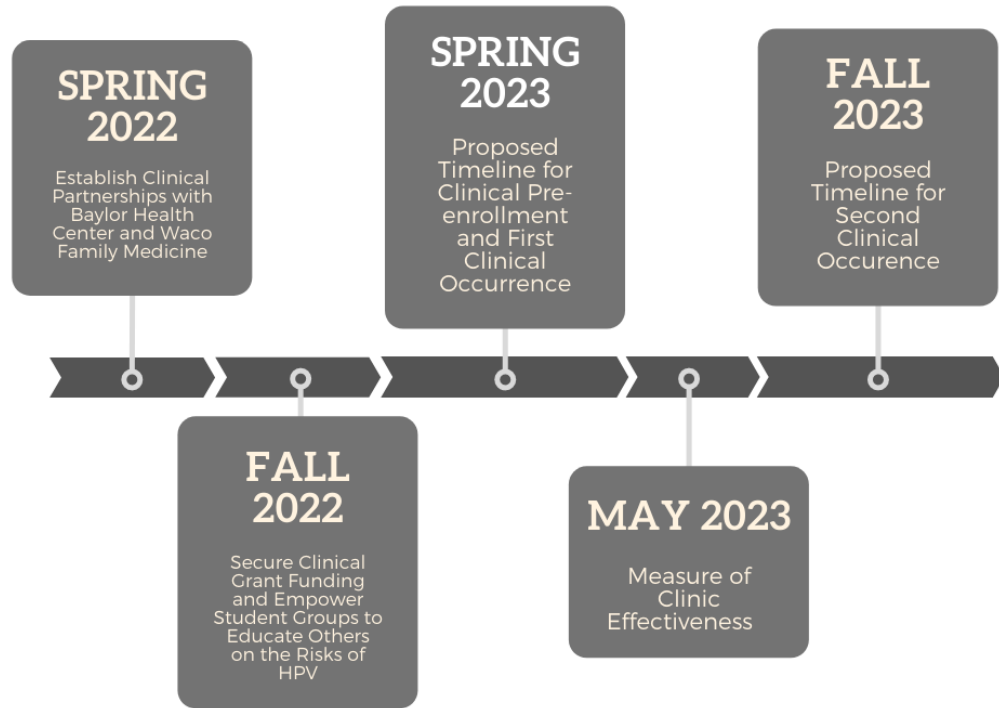 SPRING
2022
Establish Clinical
Partnerships with
Baylor Health
Center and Waco
Family Medicine
FALL
2022
Secure Clinical
Grant Funding
and Empower
Student Groups to
Educate Others
on the Risks of
HPV
SPRING
2023
Proposed
Timeline for
Clinical Pre-
enrollment
and First
Clinical
Occurrence
MAY 2023
Measure of
Clinic
Effectiveness
FALL
2023
Proposed
Timeline for
Second
Clinical
Occurence